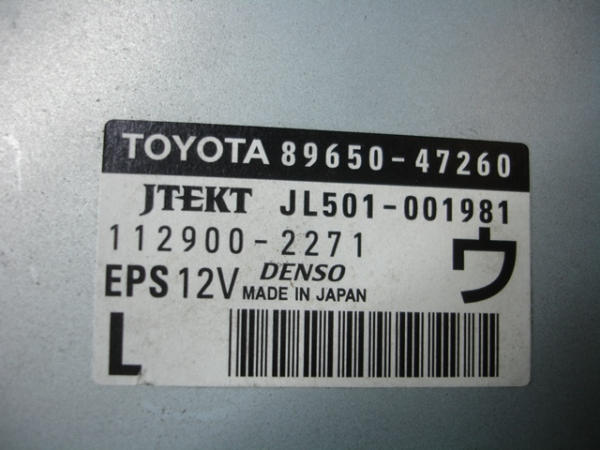 TOYOTA 89650-47260
JTEKT JL501-001981
112900-2271
EPS 12V DENSO ウ
MADE IN JAPAN
L